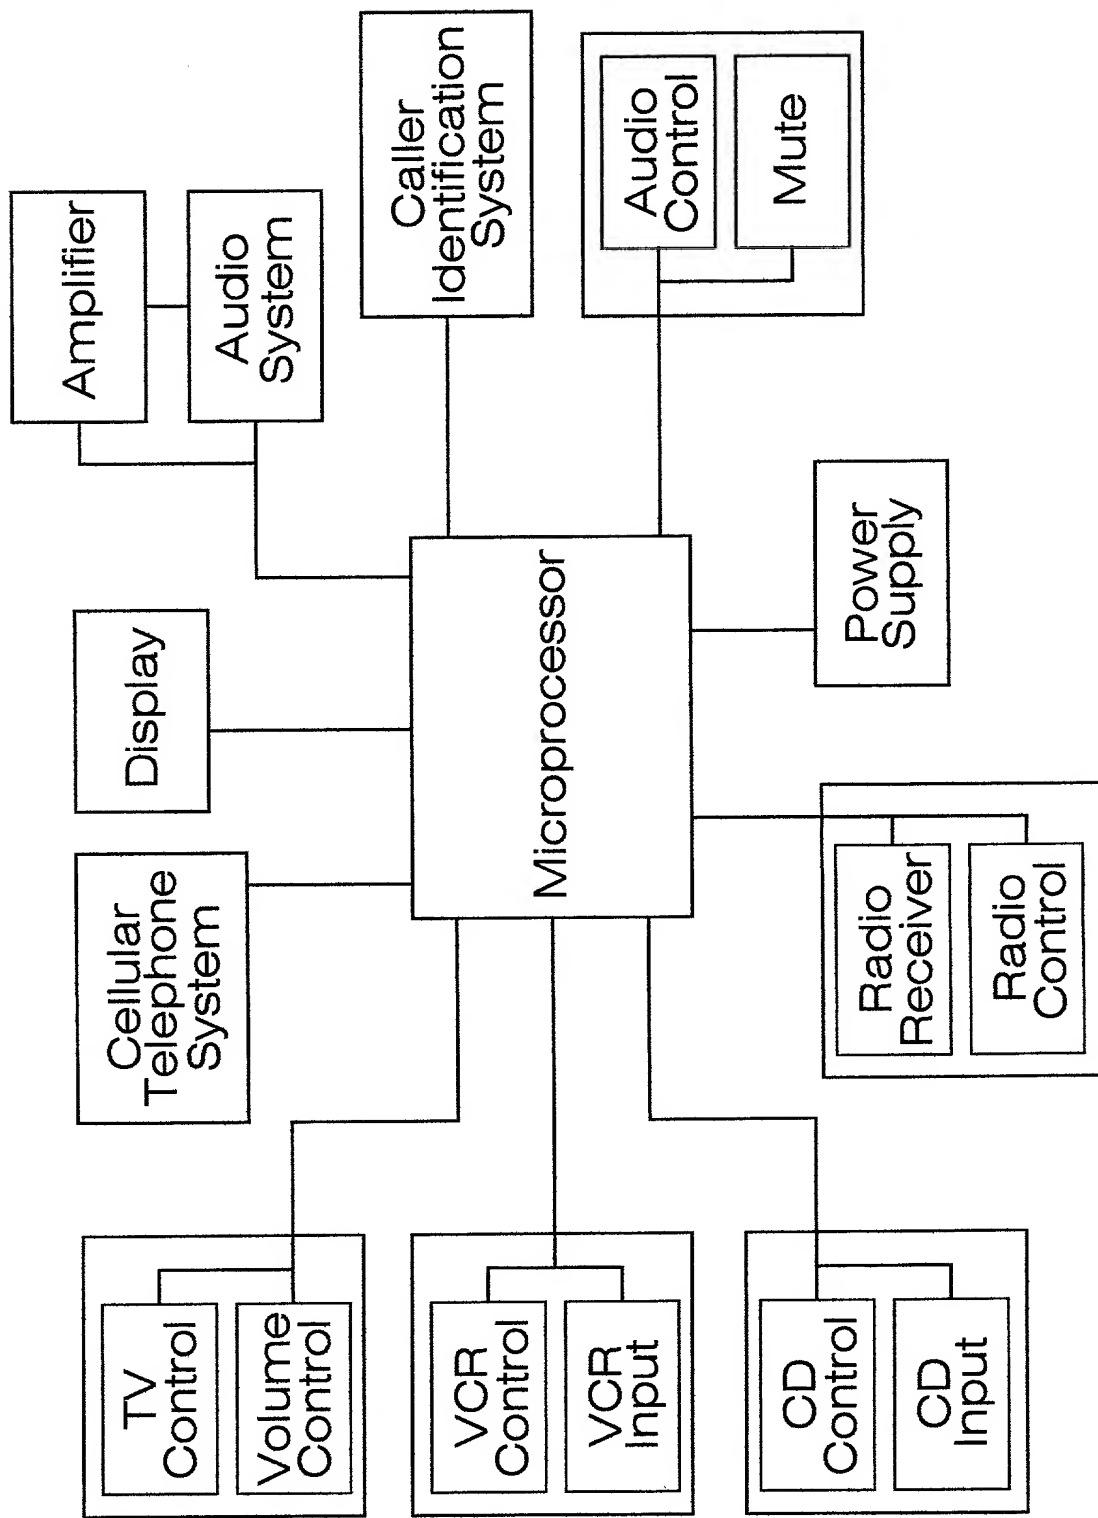 TV
Control
Volume
Control
VCR
Control
VCR
Input
CD
Control
CD
Input
Cellular
Telephone
System
Display
Microprocessor
Radio
Receiver
Radio
Control
Power
Supply
Amplifier
Audio
System
Caller
Identification
System
Audio
Control
Mute